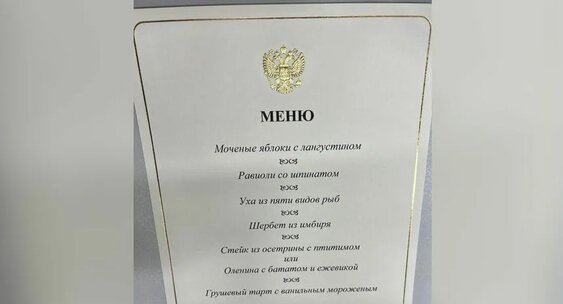 МЕНЮ
Моченые яблоки с лангустином
Равиоли со шпинатом
Уха из пяти видов рыб
Шербет из имбиря
Стейк из осетрины с птитимом
или
Оленина с бататом и ежевикой
Грушевый тарт с ванильным мороженым